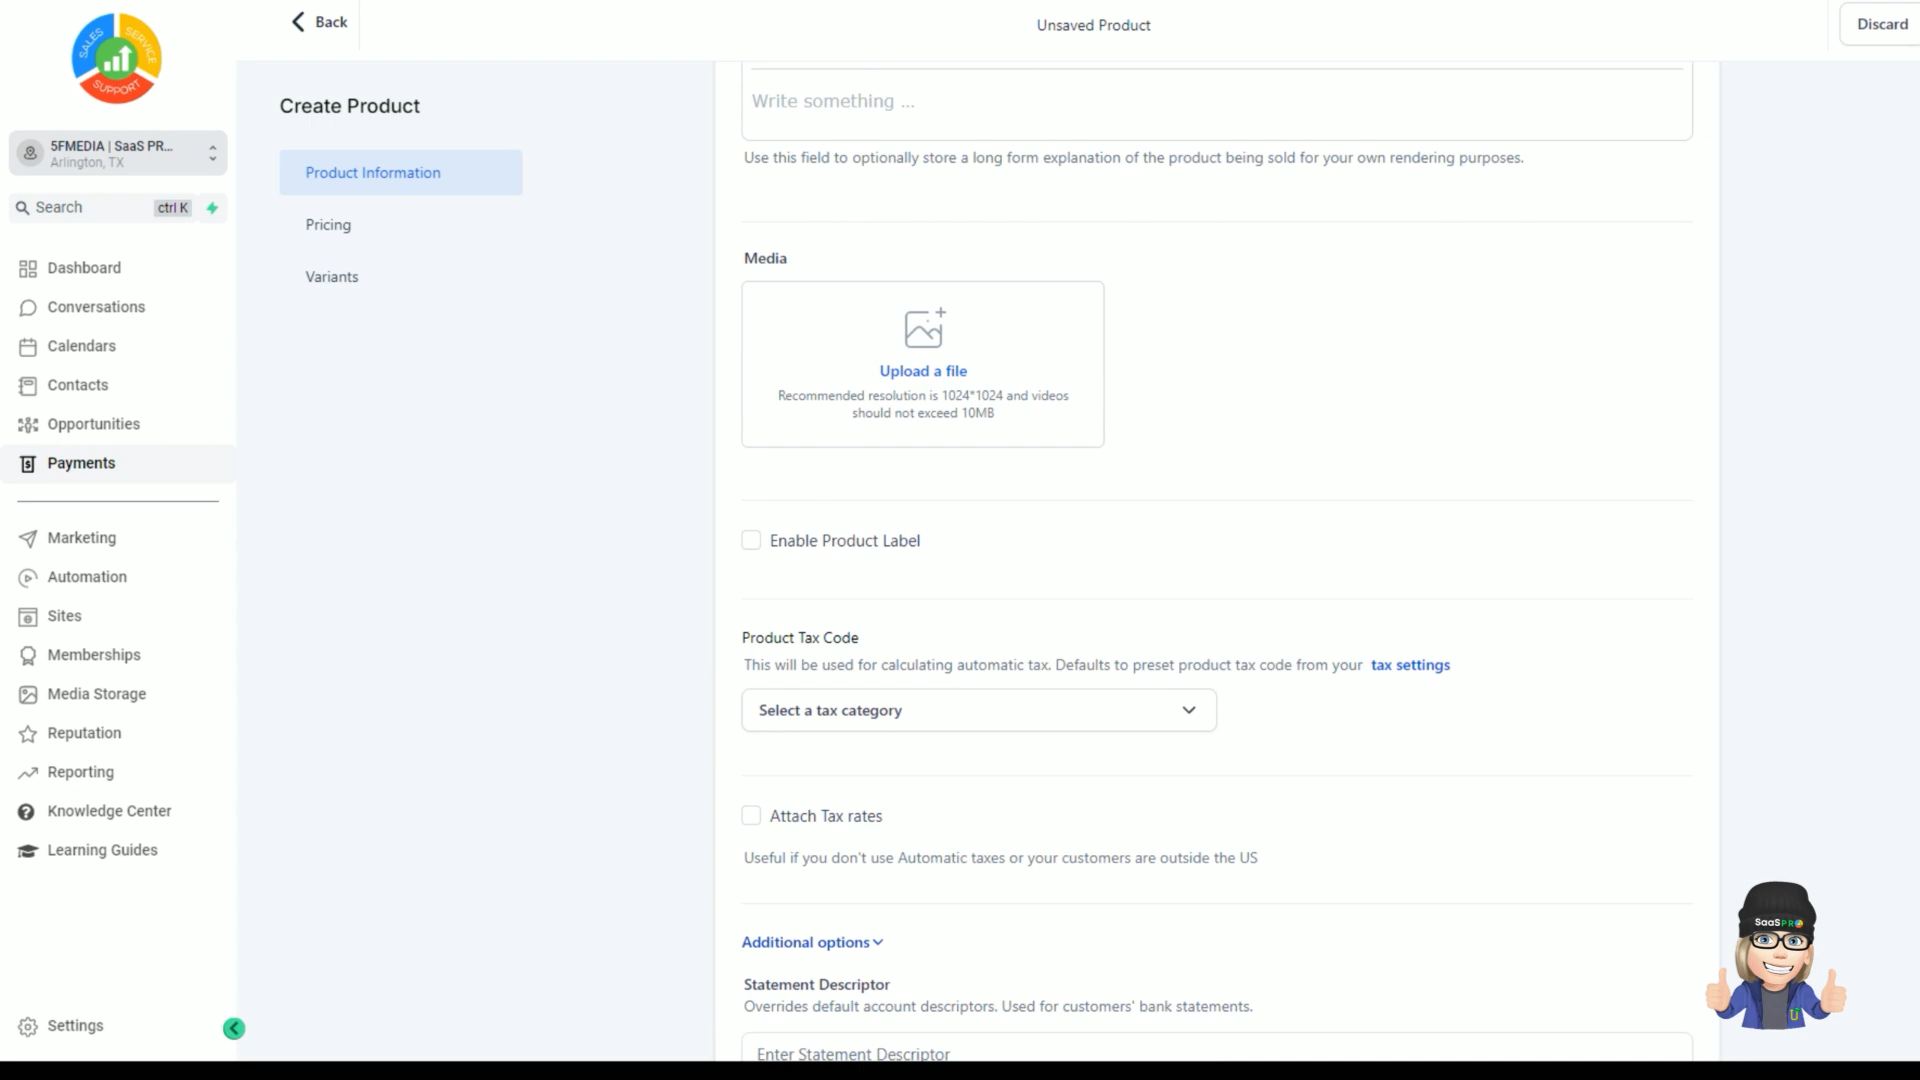 SALES
SERVICE
SUPPORT
Back
Unsaved Product
Discard
5FMEDIA | SaaS PR...
Arlington, TX
Search
ctrl K
Dashboard
Conversations
Calendars
Contacts
Opportunities
Payments
Marketing
Automation
Sites
Memberships
Media Storage
Reputation
Reporting
Knowledge Center
Learning Guides
Settings
Create Product
Product Information
Pricing
Variants
Write something ...
Use this field to optionally store a long form explanation of the product being sold for your own rendering purposes.
Media
Upload a file
Recommended resolution is 1024*1024 and videos
should not exceed 10MB
Enable Product Label
Product Tax Code
This will be used for calculating automatic tax. Defaults to preset product tax code from your tax settings
Select a tax category
Attach Tax rates
Useful if you don't use Automatic taxes or your customers are outside the US
Additional options
Statement Descriptor
Overrides default account descriptors. Used for customers' bank statements.
Enter Statement Descriptor
SaaSPRO